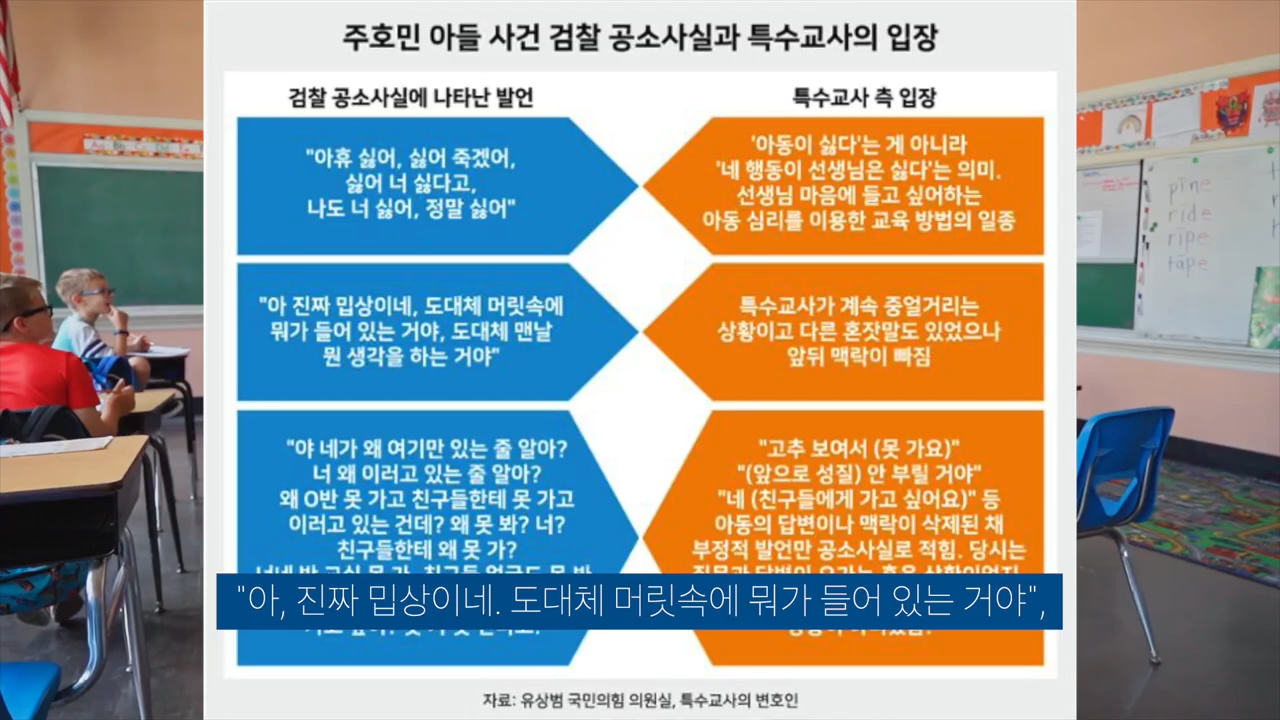 주호민 아들 사건 검찰 공소사실과 특수교사의 입장
검찰 공소사실에 나타난 발언
"아휴 싫어, 싫어 죽겠어,
싫어 너 싫다고,
나도 너 싫어, 정말 싫어"
"아 진짜 밉상이네, 도대체 머릿속에
뭐가 들어 있는 거야, 도대체 맨날
뭔 생각을 하는 거야"
"야 네가 왜 여기만 있는 줄 알아?
너 왜 이러고 있는 줄 알아?
왜 O반 못 가고 친구들한테 못 가고
이러고 있는 건데? 왜 못 봐? 너?
친구들한테 왜 못 가?
특수교사 측 입장
'아동이 싫다'는 게 아니라
'네 행동이 선생님은 싫다'는 의미.
선생님 마음에 들고 싶어하는
아동 심리를 이용한 교육 방법의 일종
특수교사가 계속 중얼거리는
상황이고 다른 혼잣말도 있었으나
앞뒤 맥락이 빠짐
"고추 보여서 (못 가요)"
"(앞으로 성질) 안 부릴 거야"
"네 (친구들에게 가고 싶어요)" 등
아동의 답변이나 맥락이 삭제된 채
부정적 발언만 공소사실로 적힘. 당시는
"아, 진짜 밉상이네. 도대체 머릿속에 뭐가 들어 있는 거야",
자료: 유상범 국민의힘 의원실, 특수교사의 변호인
pine
ride
ripe
tape